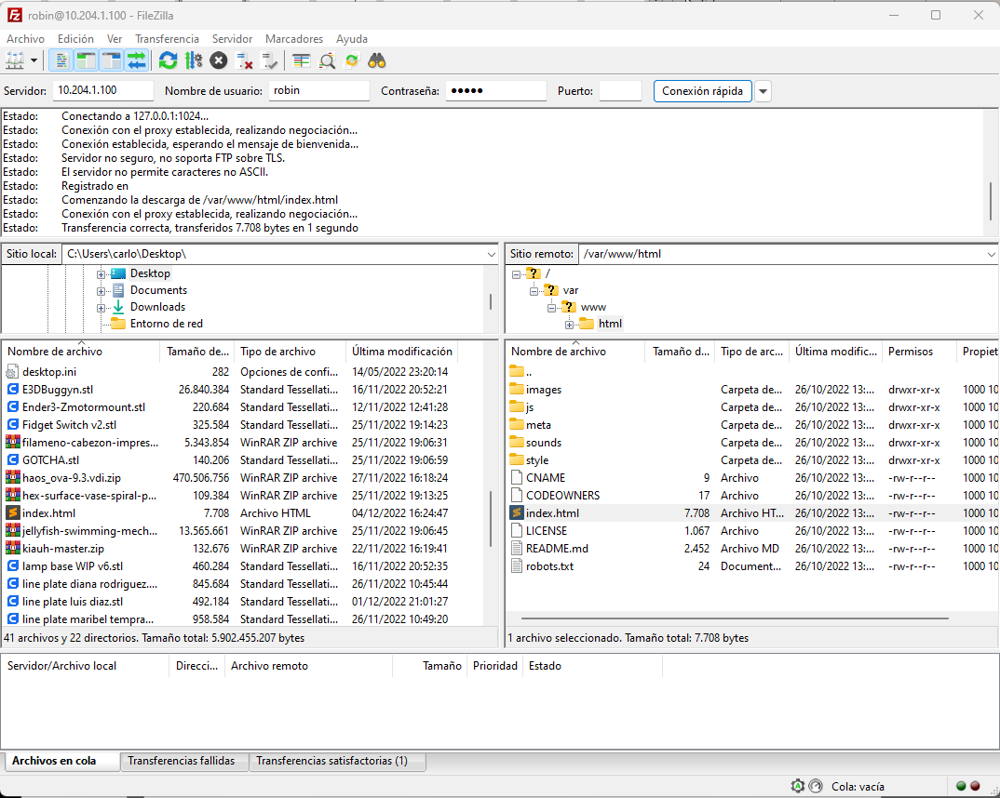 robin@10.204.1.100 - FileZilla
Archivo Edición Ver Transferencia Servidor Marcadores Ayuda
Servidor: 10.204.1.100 Nombre de usuario: robin Contraseña: ●●●●● Puerto: Conexión rápida
Estado: Conectando a 127.0.0.1:1024...
Estado: Conexión con el proxy establecida, realizando negociación...
Estado: Conexión establecida, esperando el mensaje de bienvenida...
Estado: Servidor no seguro, no soporta FTP sobre TLS.
Estado: El servidor no permite caracteres no ASCII.
Estado: Registrado en
Estado: Comenzando la descarga de /var/www/html/index.html
Estado: Conexión con el proxy establecida, realizando negociación...
Estado: Transferencia correcta, transferidos 7.708 bytes en 1 segundo
Sitio local: C:\Users\carlo\Desktop\
Desktop
Documents
Downloads
Entorno de red
Nombre de archivo Tamaño de... Tipo de archivo Última modificación
desktop.ini 282 Opciones de confi... 14/05/2022 23:20:14
E3DBuggyn.stl 26.840.384 Standard Tessellati... 16/11/2022 20:52:21
Ender3-Zmotormount.stl 220.684 Standard Tessellati... 12/11/2022 12:41:28
Fidget Switch v2.stl 325.584 Standard Tessellati... 25/11/2022 19:14:23
filameno-cabezon-impres... 5.343.854 WinRAR ZIP archive 25/11/2022 19:06:31
GOTCHA.stl 140.206 Standard Tessellati... 25/11/2022 19:06:59
haos_ova-9.3.vdi.zip 470.506.756 WinRAR ZIP archive 27/11/2022 16:18:24
hex-surface-vase-spiral-p... 109.384 WinRAR ZIP archive 25/11/2022 19:13:25
index.html 7.708 Archivo HTML 04/12/2022 16:24:47
jellyfish-swimming-mech... 13.565.661 WinRAR ZIP archive 25/11/2022 19:06:45
kiauh-master.zip 132.676 WinRAR ZIP archive 22/11/2022 16:19:41
lamp base WIP v6.stl 460.284 Standard Tessellati... 16/11/2022 20:52:35
line plate diana rodriguez.... 845.684 Standard Tessellati... 26/11/2022 10:45:44
line plate luis diaz.stl 492.184 Standard Tessellati... 01/12/2022 21:01:27
line plate maribel tempra... 958.584 Standard Tessellati... 26/11/2022 10:49:20
41 archivos y 22 directorios. Tamaño total: 5.902.455.207 bytes
Sitio remoto: /var/www/html
/
var
www
html
Nombre de archivo Tamaño d... Tipo de arc... Última modific... Permisos Propiet
..
images Carpeta de... 26/10/2022 13:... drwxr-xr-x 1000 10
js Carpeta de... 26/10/2022 13:... drwxr-xr-x 1000 10
meta Carpeta de... 26/10/2022 13:... drwxr-xr-x 1000 10
sounds Carpeta de... 26/10/2022 13:... drwxr-xr-x 1000 10
style Carpeta de... 26/10/2022 13:... drwxr-xr-x 1000 10
CNAME 9 Archivo 26/10/2022 13:... -rw-r--r-- 1000 10
CODEOWNERS 17 Archivo 26/10/2022 13:... -rw-r--r-- 1000 10
index.html 7.708 Archivo HT... 26/10/2022 13:... -rw-r--r-- 1000 10
LICENSE 1.067 Archivo 26/10/2022 13:... -rw-r--r-- 1000 10
README.md 2.452 Archivo MD 26/10/2022 13:... -rw-r--r-- 1000 10
robots.txt 24 Document... 26/10/2022 13:... -rw-r--r-- 1000 10
1 archivo seleccionado. Tamaño total: 7.708 bytes
Servidor/Archivo local Direcci... Archivo remoto Tamaño Prioridad Estado
Archivos en cola Transferencias fallidas Transferencias satisfactorias (1)
Cola: vacía